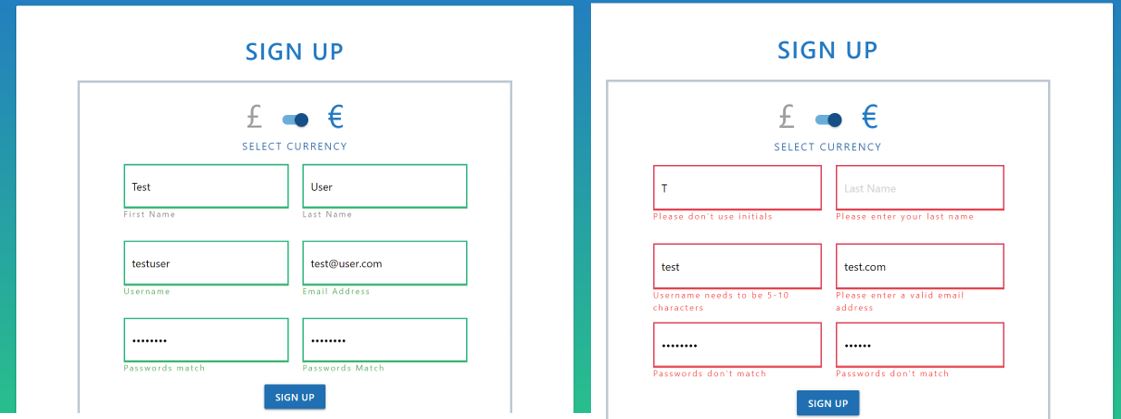 SIGN UP
£ €
SELECT CURRENCY
Test User
First Name Last Name
testuser test@user.com
Username Email Address
•••••••• ••••••••
Passwords match Passwords Match
SIGN UP
SIGN UP
£ €
SELECT CURRENCY
T Last Name
Please don't use initials Please enter your last name
test test.com
Username needs to be 5-10 Please enter a valid email
characters address
•••••••• ••••••
Passwords don't match Passwords don't match
SIGN UP